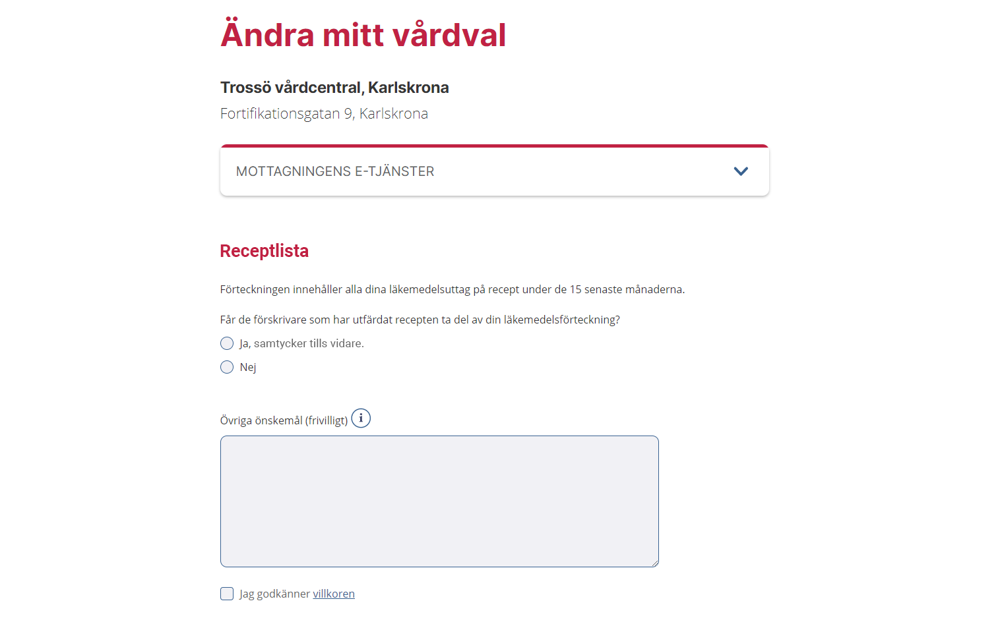 Ändra mitt vårdval
Trossö vårdcentral, Karlskrona
Fortifikationsgatan 9, Karlskrona
MOTTAGNINGENS E-TJÄNSTER
Receptlista
Förteckningen innehåller alla dina läkemedelsuttag på recept under de 15 senaste månaderna.
Får de förskrivare som har utfärdat recepten ta del av din läkemedelsförteckning?
Ja, samtycker tills vidare.
Nej
Övriga önskemål (frivilligt) i
Jag godkänner villkoren